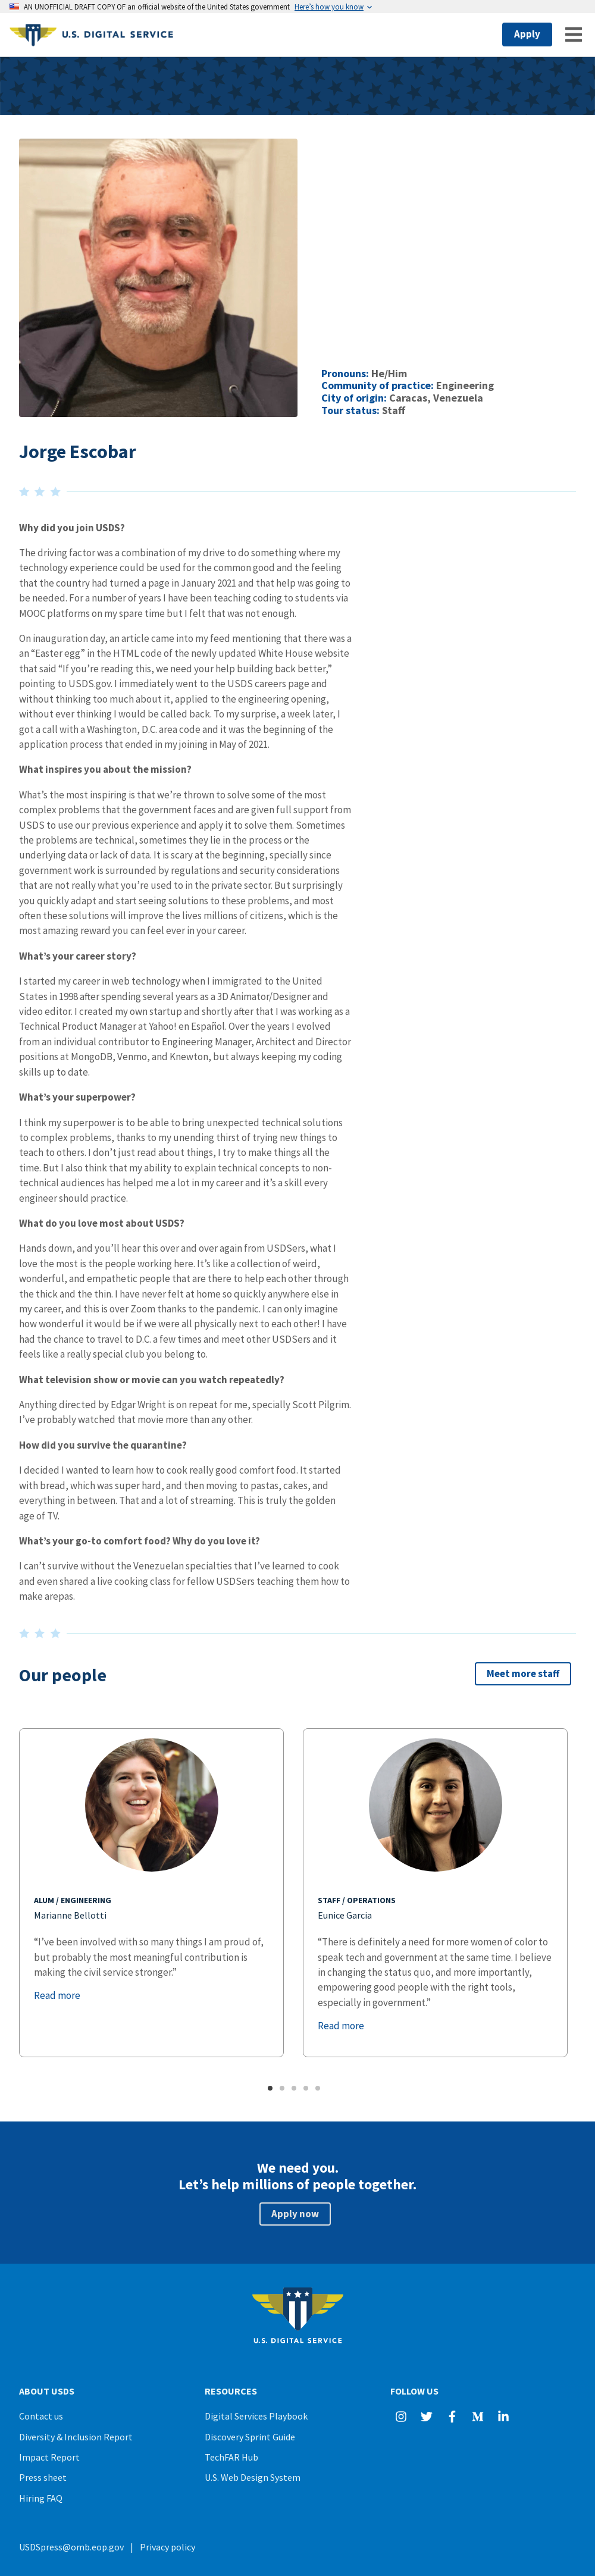 AN UNOFFICIAL DRAFT COPY OF an official website of the United States government Here's how you know
U.S. DIGITAL SERVICE
Apply
Pronouns: He/Him
Community of practice: Engineering
City of origin: Caracas, Venezuela
Tour status: Staff
Jorge Escobar
Why did you join USDS?
The driving factor was a combination of my drive to do something where my
technology experience could be used for the common good and the feeling
that the country had turned a page in January 2021 and that help was going to
be needed. For a number of years I have been teaching coding to students via
MOOC platforms on my spare time but I felt that was not enough.
On inauguration day, an article came into my feed mentioning that there was a
an “Easter egg” in the HTML code of the newly updated White House website
that said “If you’re reading this, we need your help building back better,”
pointing to USDS.gov. I immediately went to the USDS careers page and
without thinking too much about it, applied to the engineering opening,
without ever thinking I would be called back. To my surprise, a week later, I
got a call with a Washington, D.C. area code and it was the beginning of the
application process that ended in my joining in May of 2021.
What inspires you about the mission?
What’s the most inspiring is that we’re thrown to solve some of the most
complex problems that the government faces and are given full support from
USDS to use our previous experience and apply it to solve them. Sometimes
the problems are technical, sometimes they lie in the process or the
underlying data or lack of data. It is scary at the beginning, specially since
government work is surrounded by regulations and security considerations
that are not really what you’re used to in the private sector. But surprisingly
you quickly adapt and start seeing solutions to these problems, and most
often these solutions will improve the lives millions of citizens, which is the
most amazing reward you can feel ever in your career.
What’s your career story?
I started my career in web technology when I immigrated to the United
States in 1998 after spending several years as a 3D Animator/Designer and
video editor. I created my own startup and shortly after that I was working as a
Technical Product Manager at Yahoo! en Español. Over the years I evolved
from an individual contributor to Engineering Manager, Architect and Director
positions at MongoDB, Venmo, and Knewton, but always keeping my coding
skills up to date.
What’s your superpower?
I think my superpower is to be able to bring unexpected technical solutions
to complex problems, thanks to my unending thirst of trying new things to
teach to others. I don’t just read about things, I try to make things all the
time. But I also think that my ability to explain technical concepts to non-
technical audiences has helped me a lot in my career and it’s a skill every
engineer should practice.
What do you love most about USDS?
Hands down, and you’ll hear this over and over again from USDSers, what I
love the most is the people working here. It’s like a collection of weird,
wonderful, and empathetic people that are there to help each other through
the thick and the thin. I have never felt at home so quickly anywhere else in
my career, and this is over Zoom thanks to the pandemic. I can only imagine
how wonderful it would be if we were all physically next to each other! I have
had the chance to travel to D.C. a few times and meet other USDSers and it
feels like a really special club you belong to.
What television show or movie can you watch repeatedly?
Anything directed by Edgar Wright is on repeat for me, specially Scott Pilgrim.
I’ve probably watched that movie more than any other.
How did you survive the quarantine?
I decided I wanted to learn how to cook really good comfort food. It started
with bread, which was super hard, and then moving to pastas, cakes, and
everything in between. That and a lot of streaming. This is truly the golden
age of TV.
What’s your go-to comfort food? Why do you love it?
I can’t survive without the Venezuelan specialties that I’ve learned to cook
and even shared a live cooking class for fellow USDSers teaching them how to
make arepas.
Our people
Meet more staff
ALUM / ENGINEERING
Marianne Bellotti
“I’ve been involved with so many things I am proud of,
but probably the most meaningful contribution is
making the civil service stronger.”
Read more
STAFF / OPERATIONS
Eunice Garcia
“There is definitely a need for more women of color to
speak tech and government at the same time. I believe
in changing the status quo, and more importantly,
empowering good people with the right tools,
especially in government.”
Read more
We need you.
Let’s help millions of people together.
Apply now
U.S. DIGITAL SERVICE
ABOUT USDS
Contact us
Diversity & Inclusion Report
Impact Report
Press sheet
Hiring FAQ
RESOURCES
Digital Services Playbook
Discovery Sprint Guide
TechFAR Hub
U.S. Web Design System
FOLLOW US
USDSpress@omb.eop.gov | Privacy policy